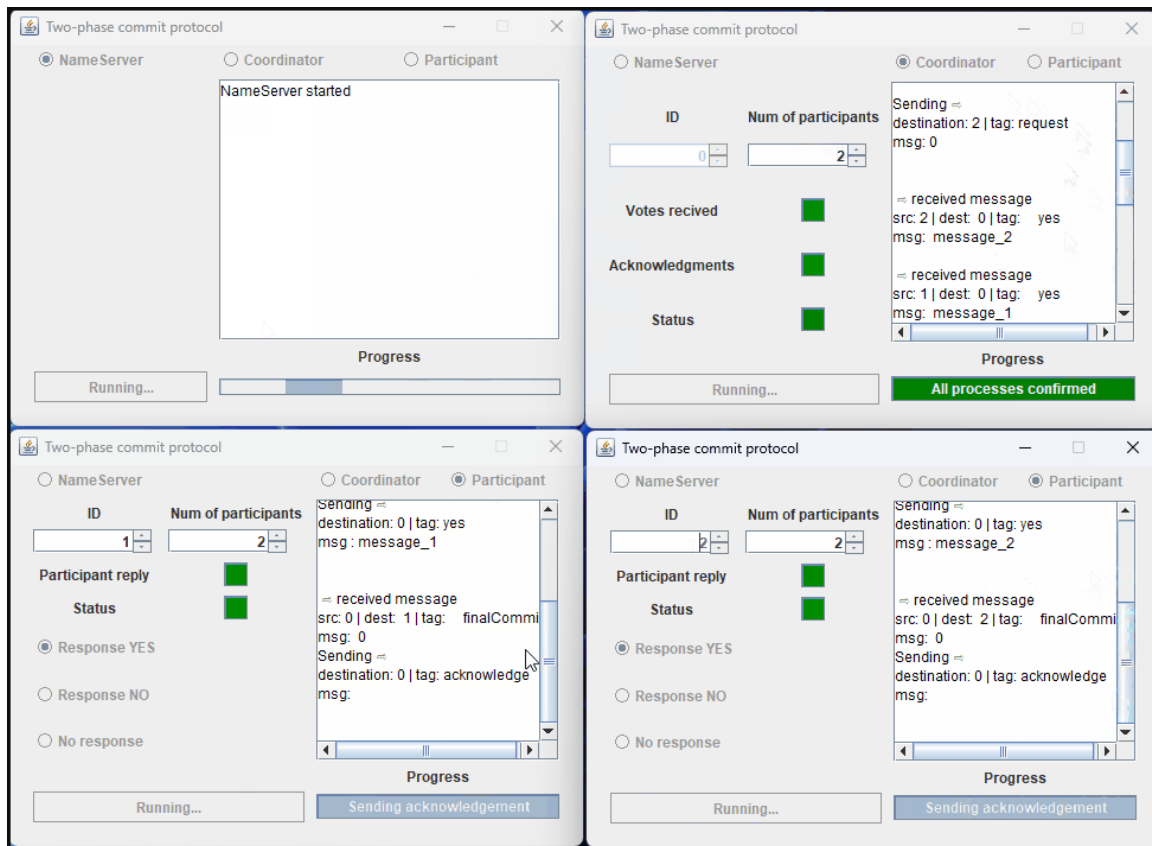 Two-phase commit protocol
NameServer
Coordinator
Participant
NameServer started
Progress
Running...
Two-phase commit protocol
NameServer
Coordinator
Participant
ID
Num of participants
0
2
Votes recived
Acknowledgments
Status
Sending ⇨
destination: 2 | tag: request
msg: 0
⇨ received message
src: 2 | dest: 0 | tag: yes
msg: message_2
⇨ received message
src: 1 | dest: 0 | tag: yes
msg: message_1
Progress
Running...
All processes confirmed
Two-phase commit protocol
NameServer
Coordinator
Participant
ID
Num of participants
1
2
Participant reply
Status
Response YES
Response NO
No response
Sending ⇨
destination: 0 | tag: yes
msg : message_1
⇨ received message
src: 0 | dest: 1 | tag: finalCommi
msg: 0
Sending ⇨
destination: 0 | tag: acknowledge
msg:
Progress
Running...
Sending acknowledgement
Two-phase commit protocol
NameServer
Coordinator
Participant
ID
Num of participants
2
2
Participant reply
Status
Response YES
Response NO
No response
Sending ⇨
destination: 0 | tag: yes
msg : message_2
⇨ received message
src: 0 | dest: 2 | tag: finalCommi
msg: 0
Sending ⇨
destination: 0 | tag: acknowledge
msg:
Progress
Running...
Sending acknowledgement